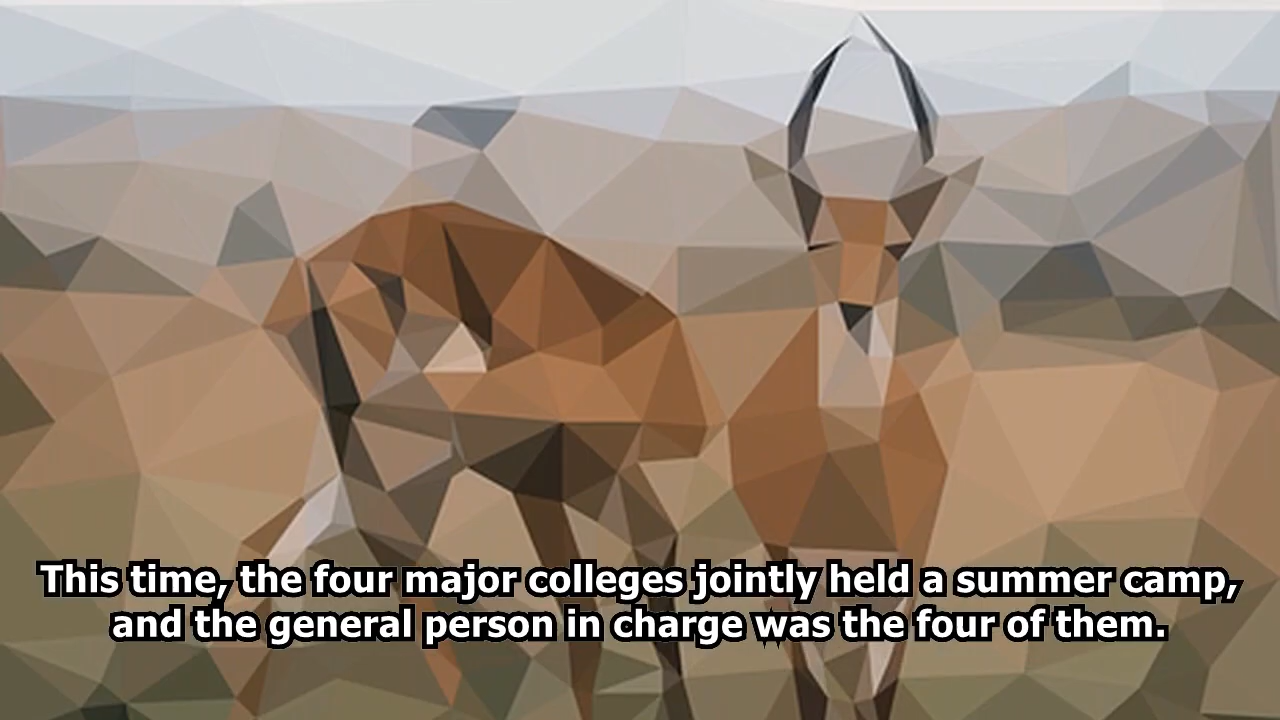 This time, the four major colleges jointly held a summer camp,
and the general person in charge was the four of them.